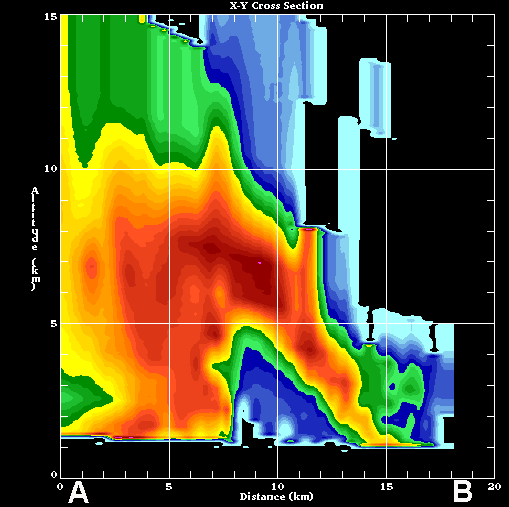 X-Y Cross Section
15
10
5
0
Altitude (km)
0 5 10 15 20
A B
Distance (km)